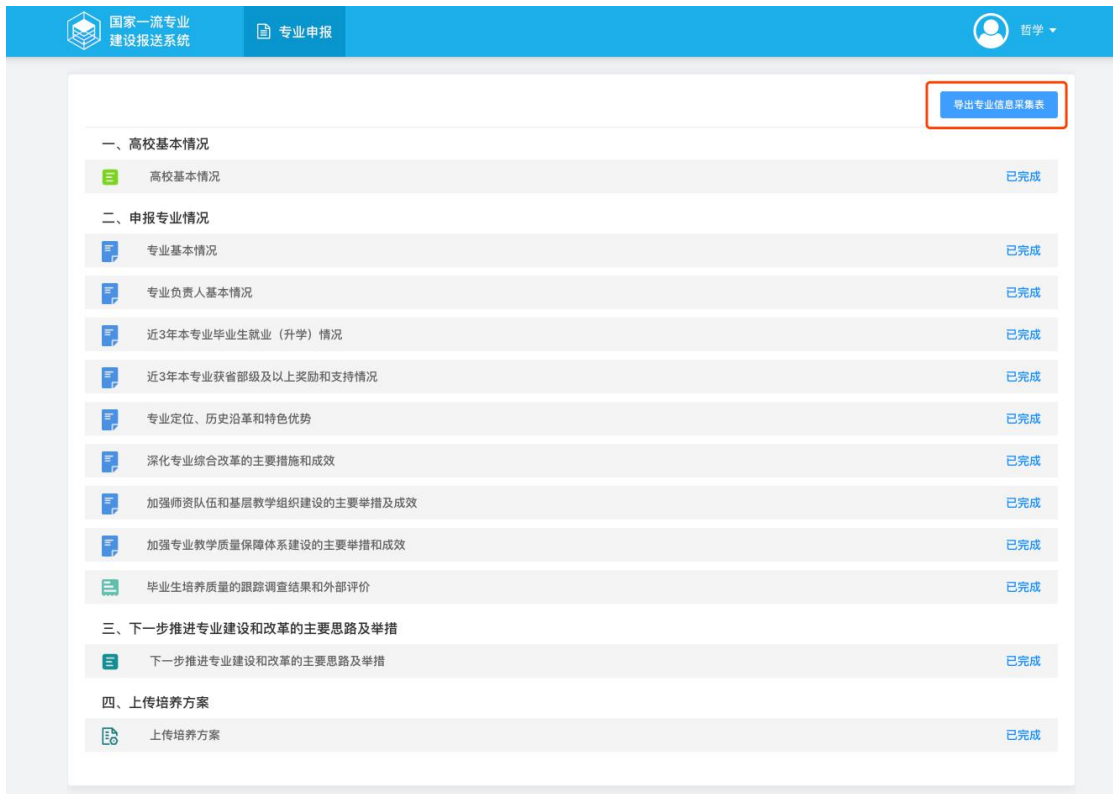 国家一流专业
建设报送系统
专业申报
哲学
导出专业信息采集表
一、高校基本情况
高校基本情况 已完成
二、申报专业情况
专业基本情况 已完成
专业负责人基本情况 已完成
近3年本专业毕业生就业（升学）情况 已完成
近3年本专业获省部级及以上奖励和支持情况 已完成
专业定位、历史沿革和特色优势 已完成
深化专业综合改革的主要措施和成效 已完成
加强师资队伍和基层教学组织建设的主要举措及成效 已完成
加强专业教学质量保障体系建设的主要举措和成效 已完成
毕业生培养质量的跟踪调查结果和外部评价 已完成
三、下一步推进专业建设和改革的主要思路及举措
下一步推进专业建设和改革的主要思路及举措 已完成
四、上传培养方案
上传培养方案 已完成